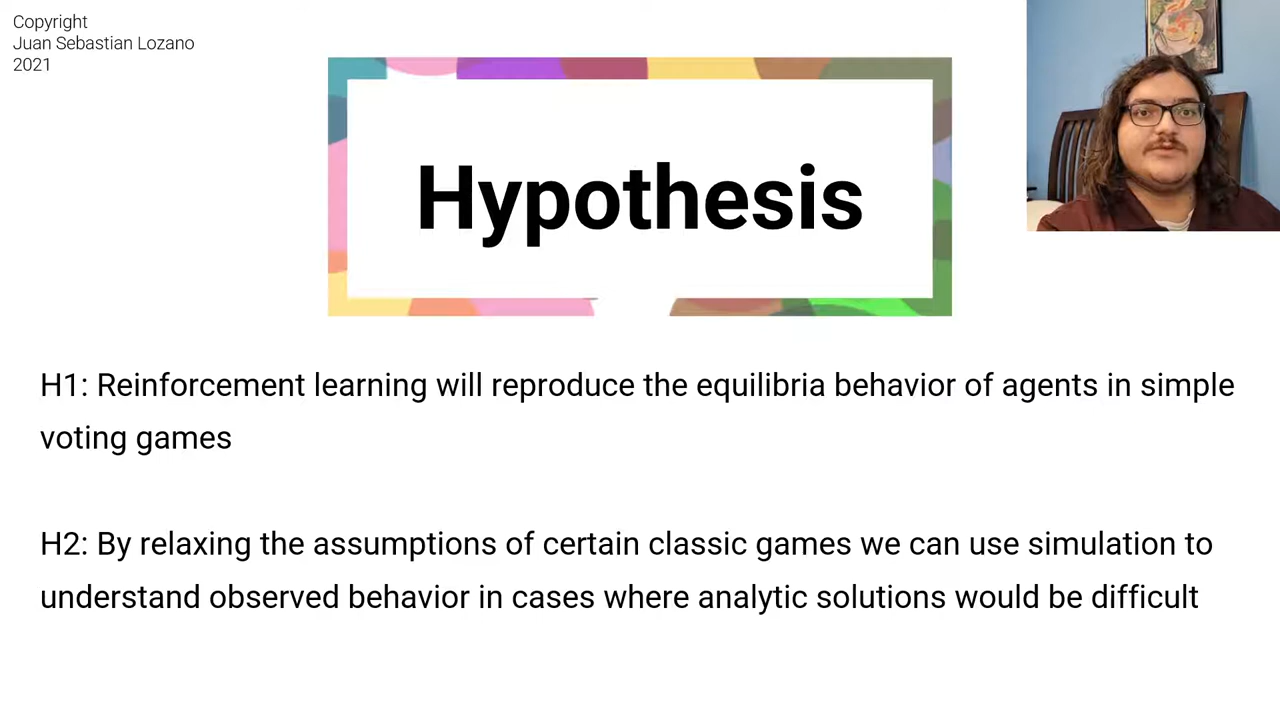 Copyright
Juan Sebastian Lozano
2021
Hypothesis
H1: Reinforcement learning will reproduce the equilibria behavior of agents in simple
voting games
H2: By relaxing the assumptions of certain classic games we can use simulation to
understand observed behavior in cases where analytic solutions would be difficult